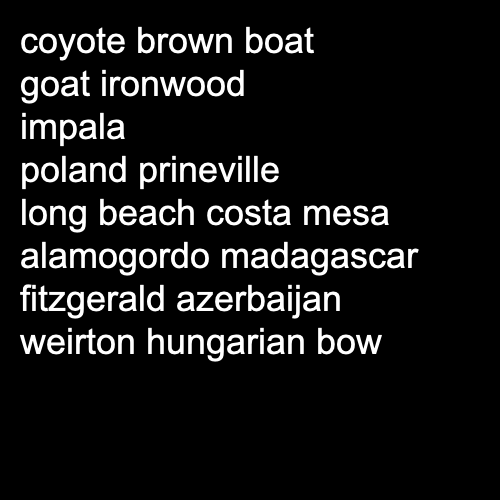 coyote brown boat
goat ironwood
impala
poland prineville
long beach costa mesa
alamogordo madagascar
fitzgerald azerbaijan
weirton hungarian bow